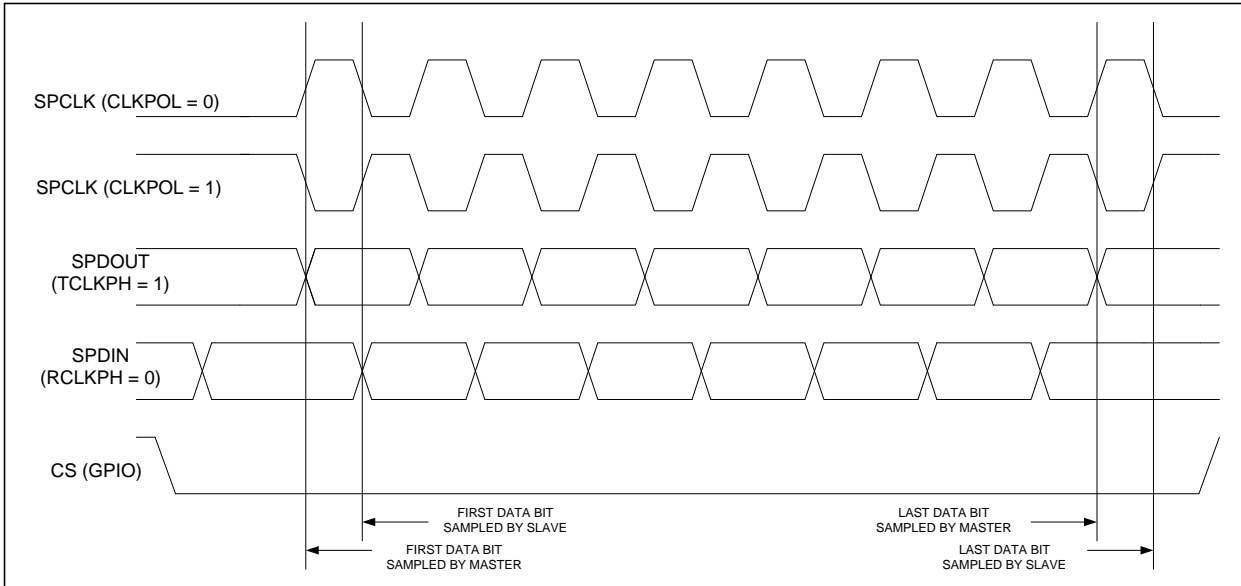 SPCLK (CLKPOL = 0)
SPCLK (CLKPOL = 1)
SPDOUT
(TCLKPH = 1)
SPDIN
(RCLKPH = 0)
CS (GPIO)
FIRST DATA BIT
SAMPLED BY SLAVE
LAST DATA BIT
SAMPLED BY MASTER
FIRST DATA BIT
SAMPLED BY MASTER
LAST DATA BIT
SAMPLED BY SLAVE